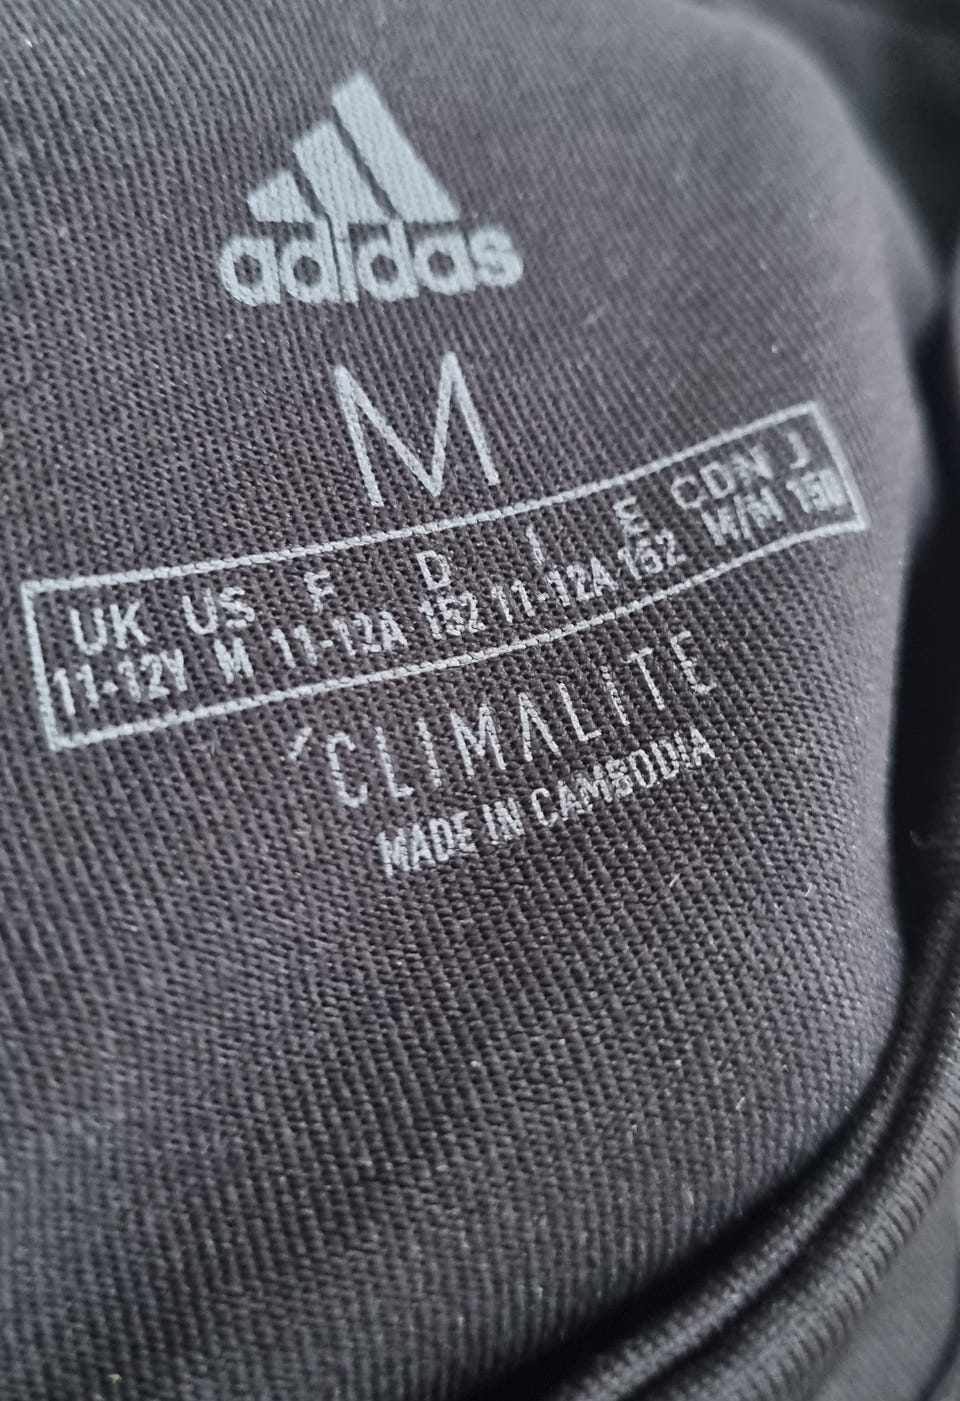 adidas
M
UK US F D I E CDN J
11-12Y M 11-12A 152 11-12A 152 M/M 150
CLIMALITE
MADE IN CAMBODIA